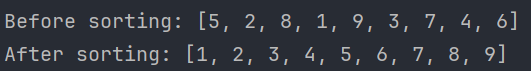 Before sorting: [5, 2, 8, 1, 9, 3, 7, 4, 6]
After sorting: [1, 2, 3, 4, 5, 6, 7, 8, 9]